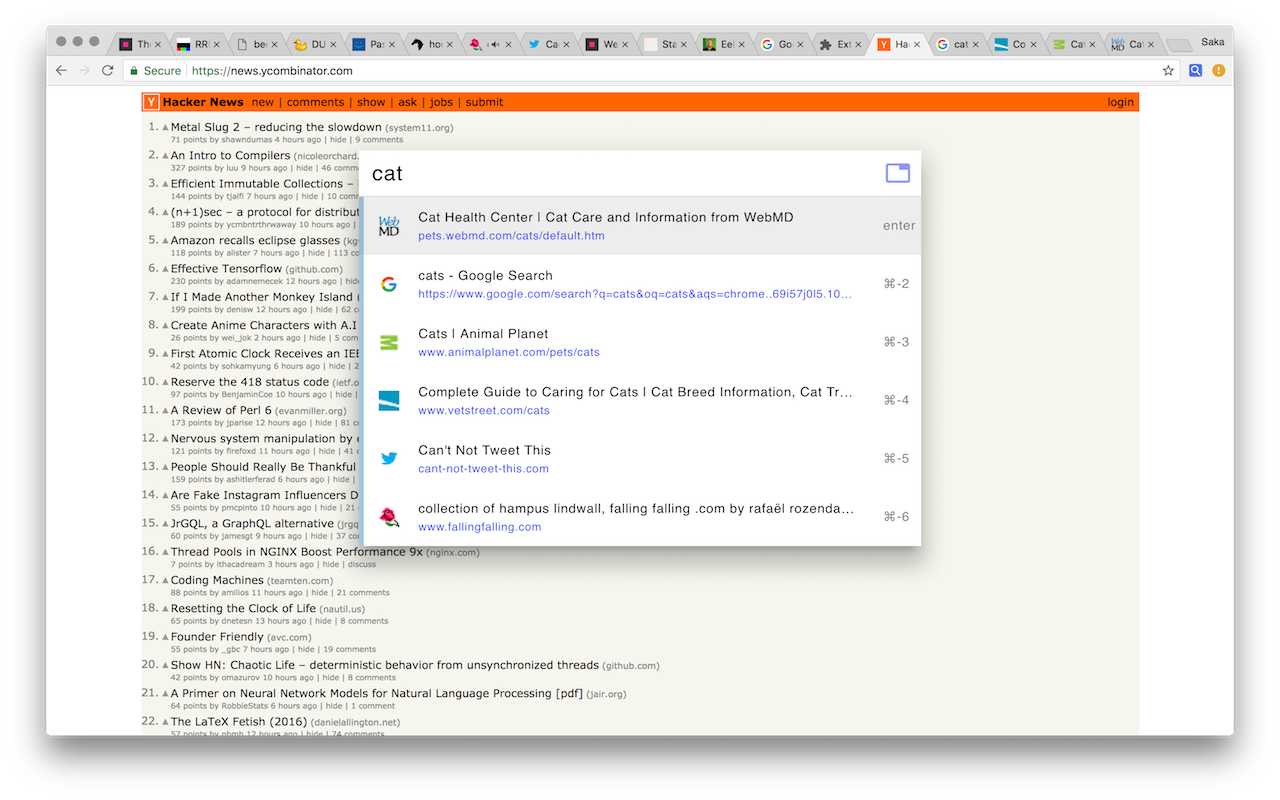 Th RR be DU Pas ho Ca We Sta Eel Go Ext Ha cat Co Cat Cat Saka
Secure https://news.ycombinator.com
Y Hacker News new | comments | show | ask | jobs | submit login
1. Metal Slug 2 – reducing the slowdown (system11.org)
71 points by shawndumas 4 hours ago | hide | 9 comments
2. An Intro to Compilers (nicoleorchard.
327 points by luu 9 hours ago | hide | 46 comm
3. Efficient Immutable Collections –
144 points by tjalfi 7 hours ago | hide | 10 com
4. (n+1)sec – a protocol for distribut
189 points by ycmbntrthrwaway 10 hours ago |
5. Amazon recalls eclipse glasses (kg
118 points by alister 7 hours ago | hide | 113 co
6. Effective Tensorflow (github.com)
230 points by adamnemecek 12 hours ago | hide
7. If I Made Another Monkey Island (
199 points by denisw 12 hours ago | hide | 62 c
8. Create Anime Characters with A.I
26 points by wei_jok 2 hours ago | hide | 5 com
9. First Atomic Clock Receives an IEE
42 points by sohkamyung 6 hours ago | hide | 2
10. Reserve the 418 status code (ietf.o
97 points by BenjaminCoe 10 hours ago | hide |
11. A Review of Perl 6 (evanmiller.org)
173 points by jparise 12 hours ago | hide | 81 c
12. Nervous system manipulation by e
121 points by firefoxd 11 hours ago | hide | 41 c
13. People Should Really Be Thankful
159 points by ashitlerferad 6 hours ago | hide |
14. Are Fake Instagram Influencers D
55 points by pmcpinto 10 hours ago | hide | 21
15. JrGQL, a GraphQL alternative (jrgq
60 points by jamesgt 9 hours ago | hide | 37 co
16. Thread Pools in NGINX Boost Performance 9x (nginx.com)
7 points by ithacadream 3 hours ago | hide | discuss
17. Coding Machines (teamten.com)
88 points by amilios 11 hours ago | hide | 21 comments
18. Resetting the Clock of Life (nautil.us)
65 points by dnetesn 13 hours ago | hide | 8 comments
19. Founder Friendly (avc.com)
55 points by _gbc 7 hours ago | hide | 19 comments
20. Show HN: Chaotic Life – deterministic behavior from unsynchronized threads (github.com)
42 points by omazurov 10 hours ago | hide | 8 comments
21. A Primer on Neural Network Models for Natural Language Processing [pdf] (jair.org)
64 points by RobbieStats 6 hours ago | hide | 1 comment
22. The LaTeX Fetish (2016) (danielallington.net)
57 points by nhmh 12 hours ago | hide | 74 comments
cat
Web MD Cat Health Center | Cat Care and Information from WebMD enter
pets.webmd.com/cats/default.htm
cats - Google Search ⌘-2
https://www.google.com/search?q=cats&oq=cats&aqs=chrome..69i57j0l5.10...
Cats | Animal Planet ⌘-3
www.animalplanet.com/pets/cats
Complete Guide to Caring for Cats | Cat Breed Information, Cat Tr... ⌘-4
www.vetstreet.com/cats
Can't Not Tweet This ⌘-5
cant-not-tweet-this.com
collection of hampus lindwall, falling falling .com by rafaël rozenda... ⌘-6
www.fallingfalling.com